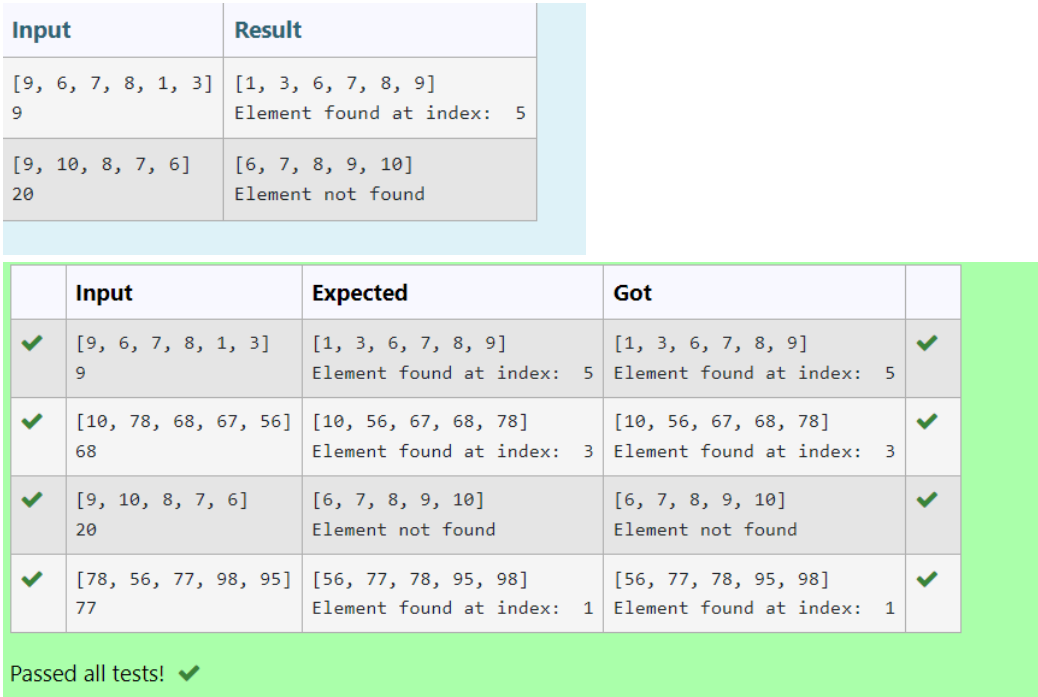 Input Result
[9, 6, 7, 8, 1, 3] [1, 3, 6, 7, 8, 9]
9 Element found at index:  5
[9, 10, 8, 7, 6] [6, 7, 8, 9, 10]
20 Element not found
Input Expected Got
[9, 6, 7, 8, 1, 3] [1, 3, 6, 7, 8, 9] [1, 3, 6, 7, 8, 9]
9 Element found at index:  5 Element found at index:  5
[10, 78, 68, 67, 56] [10, 56, 67, 68, 78] [10, 56, 67, 68, 78]
68 Element found at index:  3 Element found at index:  3
[9, 10, 8, 7, 6] [6, 7, 8, 9, 10] [6, 7, 8, 9, 10]
20 Element not found Element not found
[78, 56, 77, 98, 95] [56, 77, 78, 95, 98] [56, 77, 78, 95, 98]
77 Element found at index:  1 Element found at index:  1
Passed all tests!